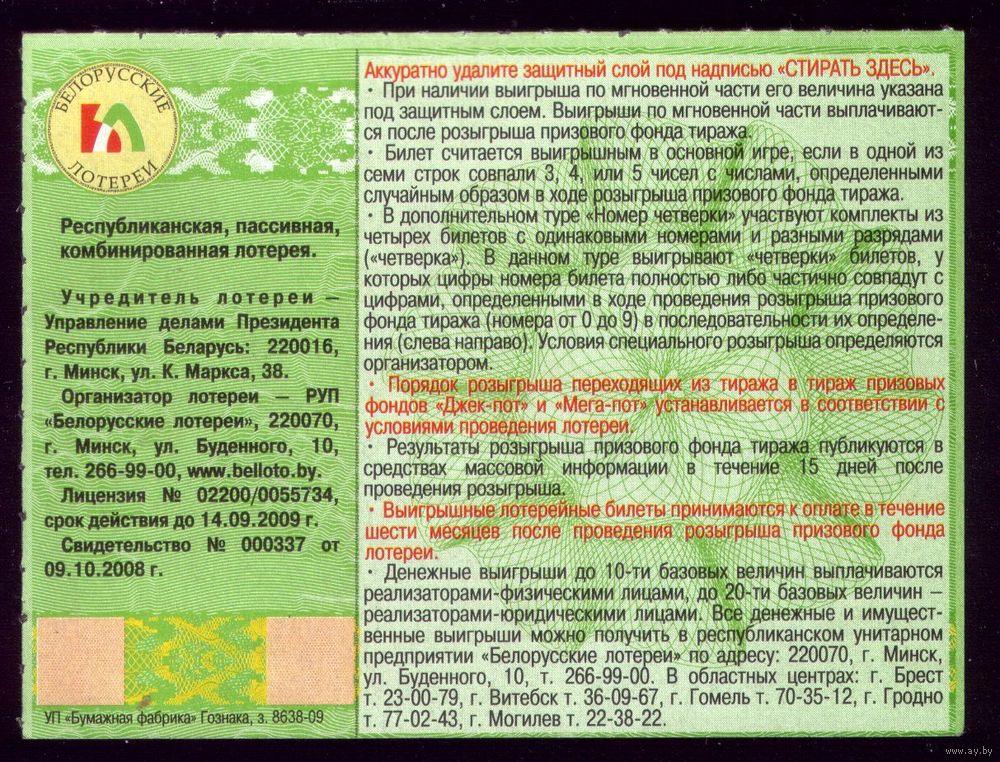 БЕЛОРУССКИЕ
ЛОТЕРЕИ
Республиканская, пассивная,
комбинированная лотерея.
Учредитель лотереи –
Управление делами Президента
Республики Беларусь: 220016,
г. Минск, ул. К. Маркса, 38.
Организатор лотереи – РУП
«Белорусские лотереи», 220070,
г. Минск, ул. Буденного, 10,
тел. 266-99-00, www.belloto.by.
Лицензия № 02200/0055734,
срок действия до 14.09.2009 г.
Свидетельство № 000337 от
09.10.2008 г.
УП «Бумажная фабрика» Гознака, з. 8638-09
Аккуратно удалите защитный слой под надписью «СТИРАТЬ ЗДЕСЬ».
· При наличии выигрыша по мгновенной части его величина указана
под защитным слоем. Выигрыши по мгновенной части выплачивают-
ся после розыгрыша призового фонда тиража.
· Билет считается выигрышным в основной игре, если в одной из
семи строк совпали 3, 4, или 5 чисел с числами, определенными
случайным образом в ходе розыгрыша призового фонда тиража.
· В дополнительном туре «Номер четверки» участвуют комплекты из
четырех билетов с одинаковыми номерами и разными разрядами
(«четверка»). В данном туре выигрывают «четверки» билетов, у
которых цифры номера билета полностью либо частично совпадут с
цифрами, определенными в ходе проведения розыгрыша призового
фонда тиража (номера от 0 до 9) в последовательности их определе-
ния (слева направо). Условия специального розыгрыша определяются
организатором.
· Порядок розыгрыша переходящих из тиража в тираж призовых
фондов «Джек-пот» и «Мега-пот» устанавливается в соответствии с
условиями проведения лотереи.
· Результаты розыгрыша призового фонда тиража публикуются в
средствах массовой информации в течение 15 дней после
проведения розыгрыша.
· Выигрышные лотерейные билеты принимаются к оплате в течение
шести месяцев после проведения розыгрыша призового фонда
лотереи.
· Денежные выигрыши до 10-ти базовых величин выплачиваются
реализаторами-физическими лицами, до 20-ти базовых величин –
реализаторами-юридическими лицами. Все денежные и имущест-
венные выигрыши можно получить в республиканском унитарном
предприятии «Белорусские лотереи» по адресу: 220070, г. Минск,
ул. Буденного, 10, т. 266-99-00. В областных центрах: г. Брест
т. 23-00-79, г. Витебск т. 36-09-67, г. Гомель т. 70-35-12, г. Гродно
т. 77-02-43, г. Могилев т. 22-38-22.
www.ay.by